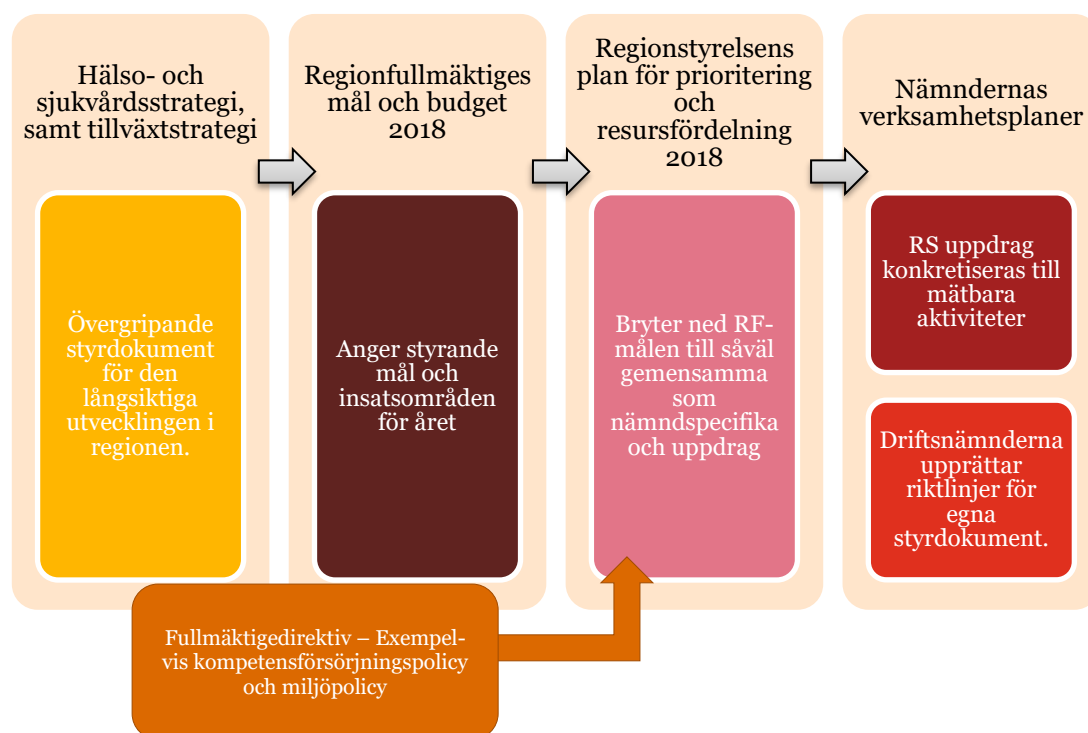 Hälso- och
sjukvårdsstrategi,
samt tillväxtstrategi
Övergripande
styrdokument
för den
långsiktiga
utvecklingen i
regionen.
Regionfullmäktiges
mål och budget
2018
Anger styrande
mål och
insatsområden
för året
Regionstyrelsens
plan för prioritering
och
resursfördelning
2018
Bryter ned RF-
målen till såväl
gemensamma
som
nämndspecifika
och uppdrag
Nämndernas
verksamhetsplaner
RS uppdrag
konkretiseras till
mätbara
aktiviteter
Driftsnämnderna
upprättar
riktlinjer för
egna
styrdokument.
Fullmäktigedirektiv – Exempel-
vis kompetensförsörjningspolicy
och miljöpolicy